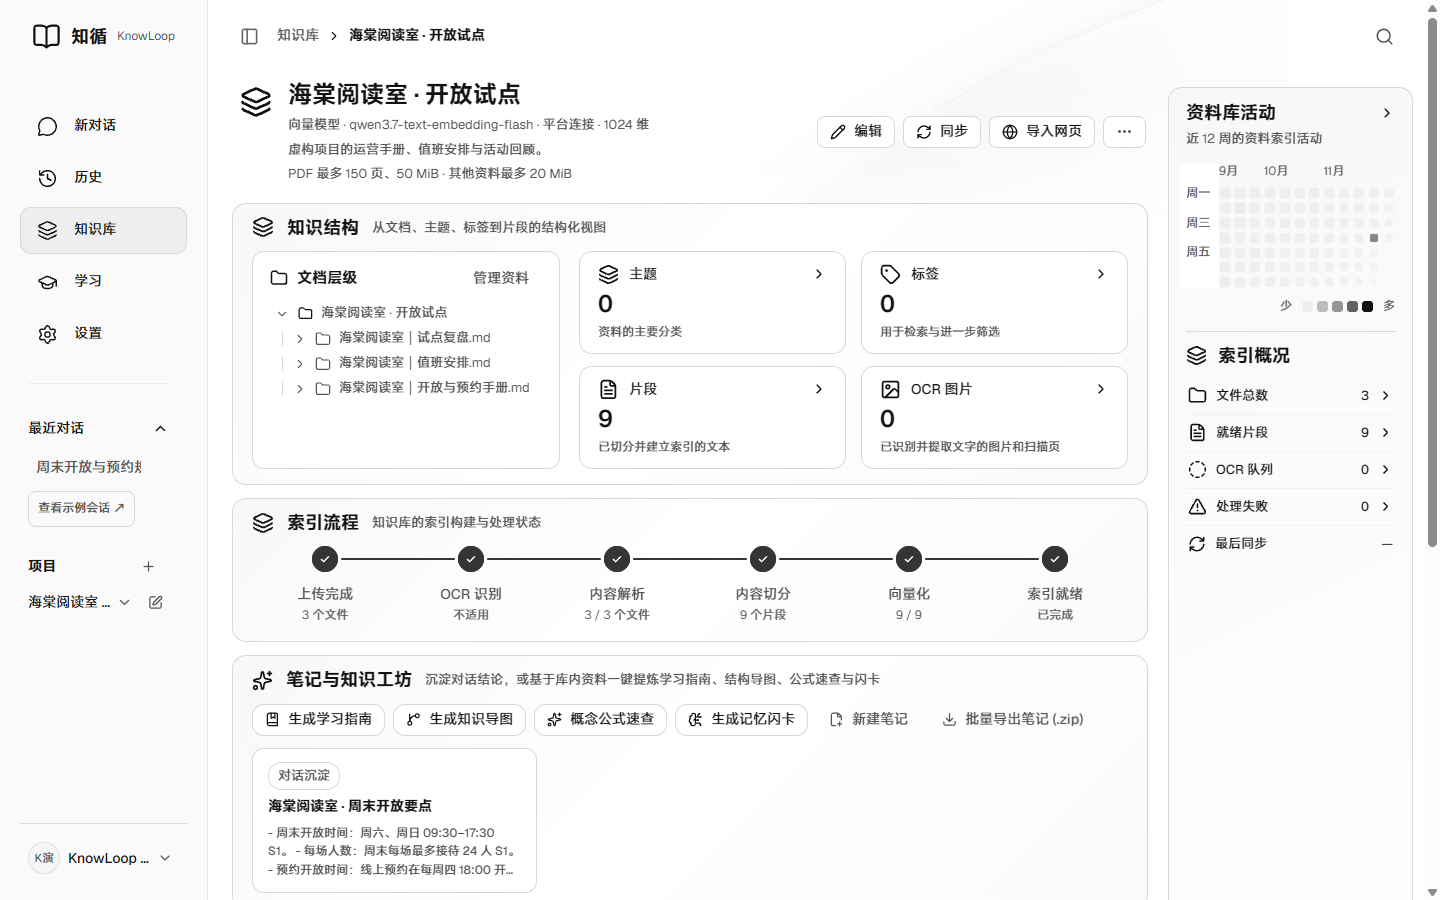 知循 KnowLoop
新对话
历史
知识库
学习
设置
最近对话
周末开放与预约规
查看示例会话 ↗
项目
海棠阅读室 ...
K演 KnowLoop ...
知识库 > 海棠阅读室 · 开放试点
海棠阅读室 · 开放试点
向量模型 · qwen3.7-text-embedding-flash · 平台连接 · 1024 维
虚构项目的运营手册、值班安排与活动回顾。
PDF 最多 150 页、50 MiB · 其他资料最多 20 MiB
编辑 同步 导入网页 ···
知识结构 从文档、主题、标签到片段的结构化视图
文档层级 管理资料
海棠阅读室 · 开放试点
海棠阅读室｜试点复盘.md
海棠阅读室｜值班安排.md
海棠阅读室｜开放与预约手册.md
主题
0
资料的主要分类
标签
0
用于检索与进一步筛选
片段
9
已切分并建立索引的文本
OCR 图片
0
已识别并提取文字的图片和扫描页
索引流程 知识库的索引构建与处理状态
上传完成 OCR 识别 内容解析 内容切分 向量化 索引就绪
3 个文件 不适用 3 / 3 个文件 9 个片段 9 / 9 已完成
笔记与知识工坊 沉淀对话结论，或基于库内资料一键提炼学习指南、结构导图、公式速查与闪卡
生成学习指南 生成知识导图 概念公式速查 生成记忆闪卡 新建笔记 批量导出笔记 (.zip)
对话沉淀
海棠阅读室 · 周末开放要点
- 周末开放时间：周六、周日 09:30–17:30
S1。 - 每场人数：周末每场最多接待 24 人 S1。
- 预约开放时间：线上预约在每周四 18:00 开...
资料库活动
近 12 周的资料索引活动
9月 10月 11月
周一
周三
周五
少 多
索引概况
文件总数 3
就绪片段 9
OCR 队列 0
处理失败 0
最后同步 —